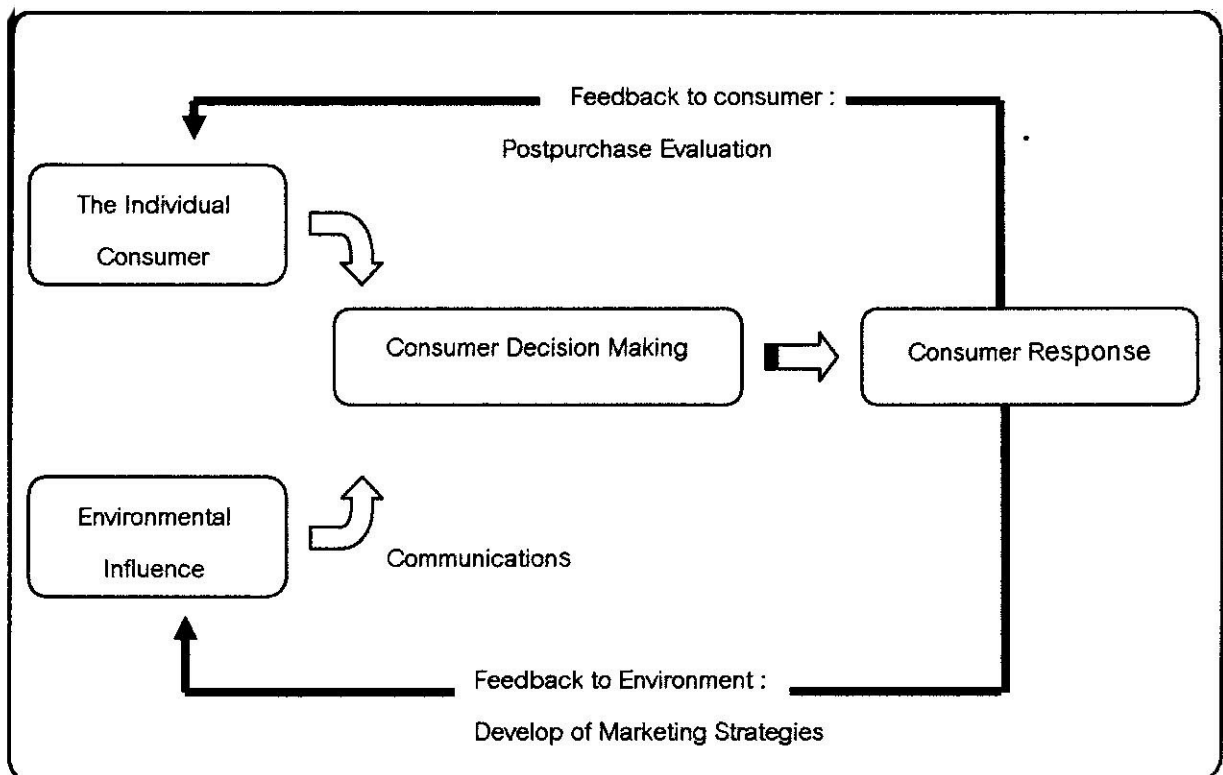 Feedback to consumer :
Postpurchase Evaluation
The Individual
Consumer
Consumer Decision Making
Consumer Response
Environmental
Influence
Communications
Feedback to Environment :
Develop of Marketing Strategies